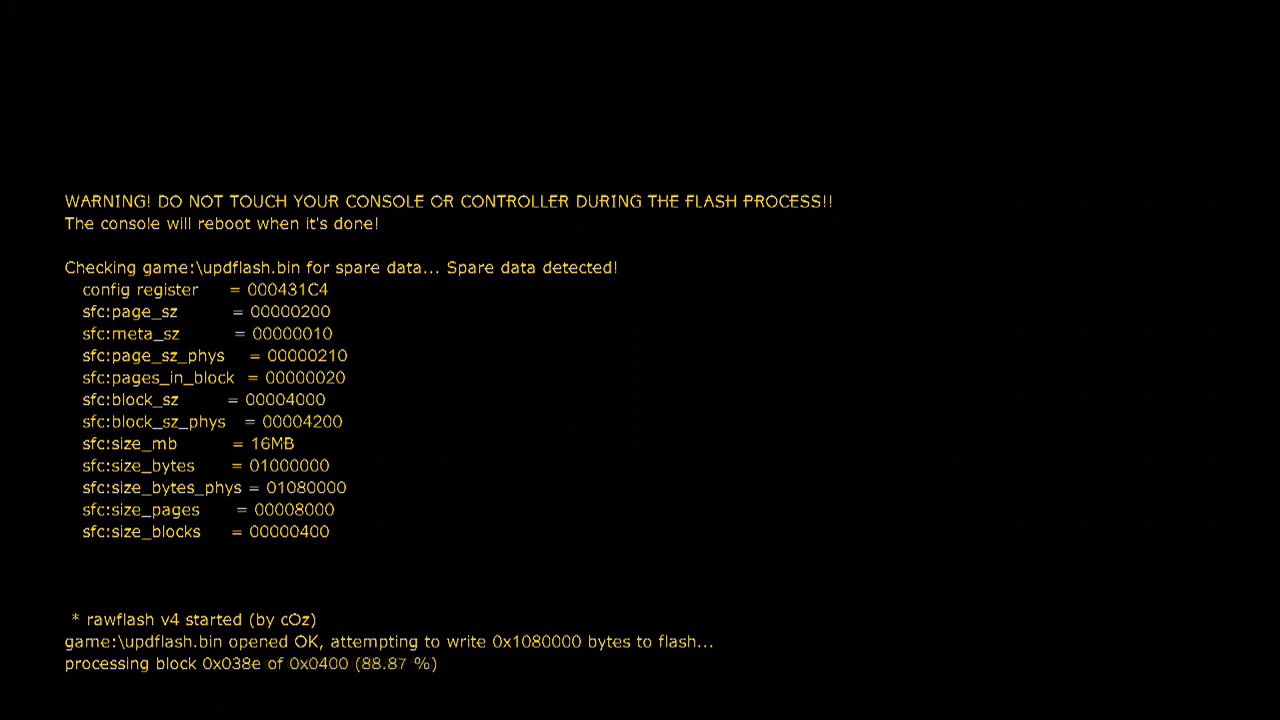 WARNING! DO NOT TOUCH YOUR CONSOLE OR CONTROLLER DURING THE FLASH PROCESS!!
The console will reboot when it's done!
Checking game:\updflash.bin for spare data... Spare data detected!
config register = 000431C4
sfc:page_sz = 00000200
sfc:meta_sz = 00000010
sfc:page_sz_phys = 00000210
sfc:pages_in_block = 00000020
sfc:block_sz = 00004000
sfc:block_sz_phys = 00004200
sfc:size_mb = 16MB
sfc:size_bytes = 01000000
sfc:size_bytes_phys = 01080000
sfc:size_pages = 00008000
sfc:size_blocks = 00000400
* rawflash v4 started (by cOz)
game:\updflash.bin opened OK, attempting to write 0x1080000 bytes to flash...
processing block 0x038e of 0x0400 (88.87 %)